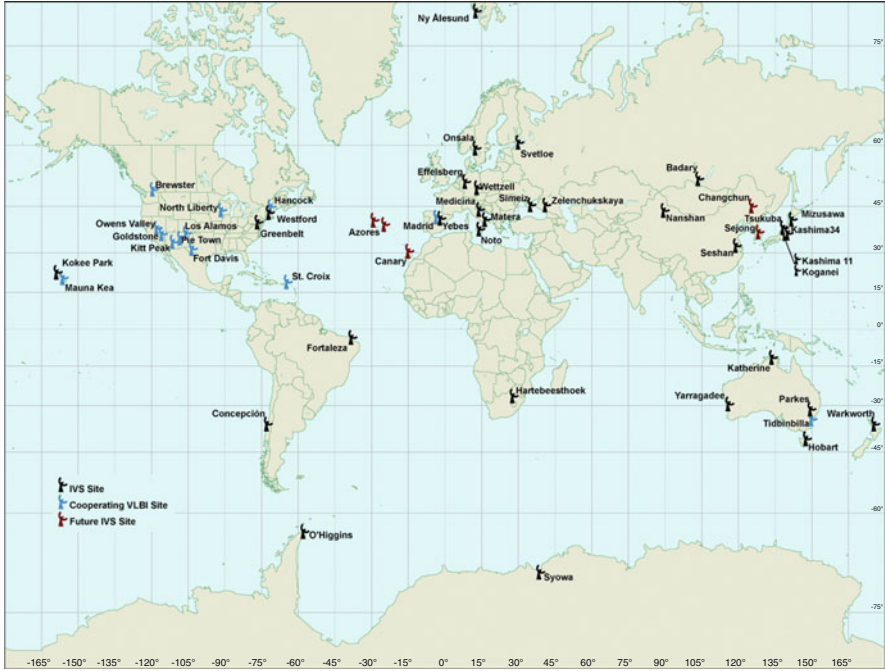 Ny Ålesund
75°
Onsala
Svetloe
60°
Effelsberg
Badary
Brewster
Wettzell
Hancock
Medicina
Simeiz
Zelenchukskaya
Changchun
North Liberty
Westford
Nanshan
Tsukuba
Mizusawa
45°
Owens Valley
Los Alamos
Greenbelt
Azores
Madrid
Yebes
Matera
Sejong
Kashima34
Goldstone
Pie Town
Noto
Kitt Peak
Seshan
Fort Davis
Canary
30°
Kokee Park
Kashima 11
St. Croix
Koganei
Mauna Kea
15°
0°
Fortaleza
Katherine
-15°
Hartebeesthoek
Yarragadee
Parkes
-30°
Concepción
Warkworth
Tidbinbilla
Hobart
-45°
IVS Site
Cooperating VLBI Site
-60°
Future IVS Site
O'Higgins
Syowa
-75°
-165° -150° -135° -120° -105° -90° -75° -60° -45° -30° -15° 0° 15° 30° 45° 60° 75° 90° 105° 120° 135° 150° 165°